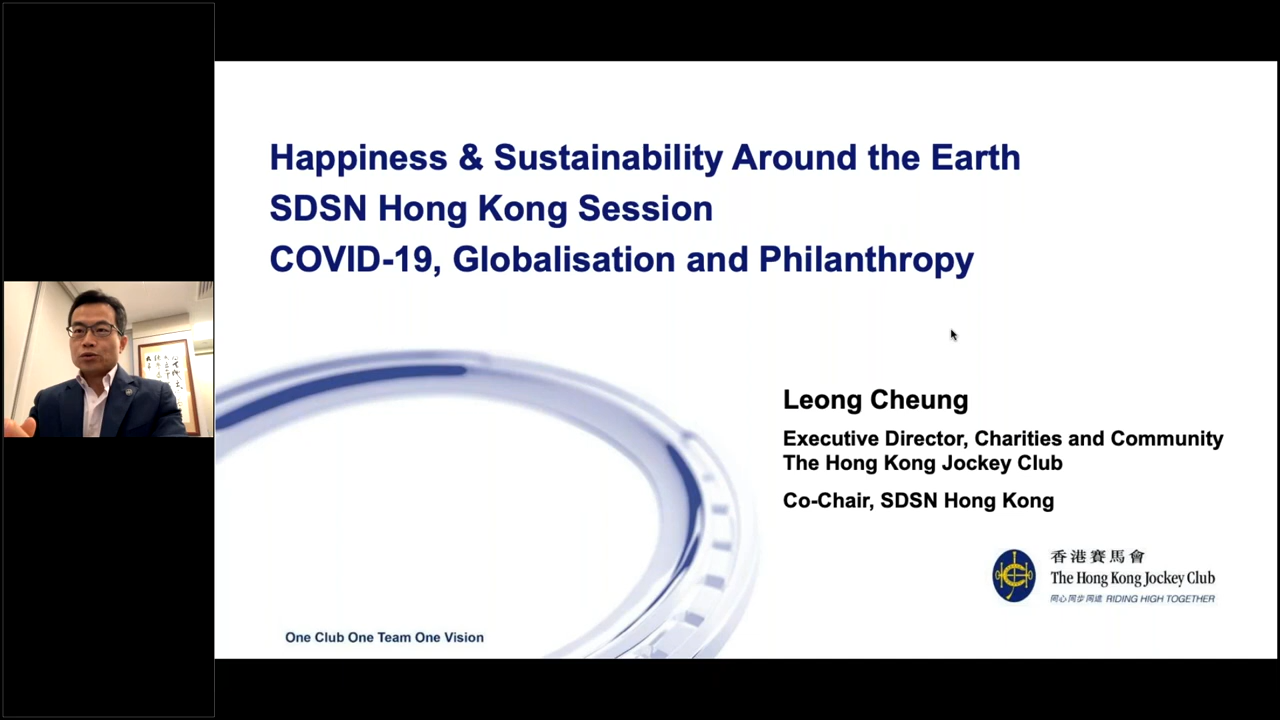 Happiness & Sustainability Around the Earth
SDSN Hong Kong Session
COVID-19, Globalisation and Philanthropy
Leong Cheung
Executive Director, Charities and Community
The Hong Kong Jockey Club
Co-Chair, SDSN Hong Kong
香港賽馬會
The Hong Kong Jockey Club
同心同步同進 RIDING HIGH TOGETHER
One Club One Team One Vision